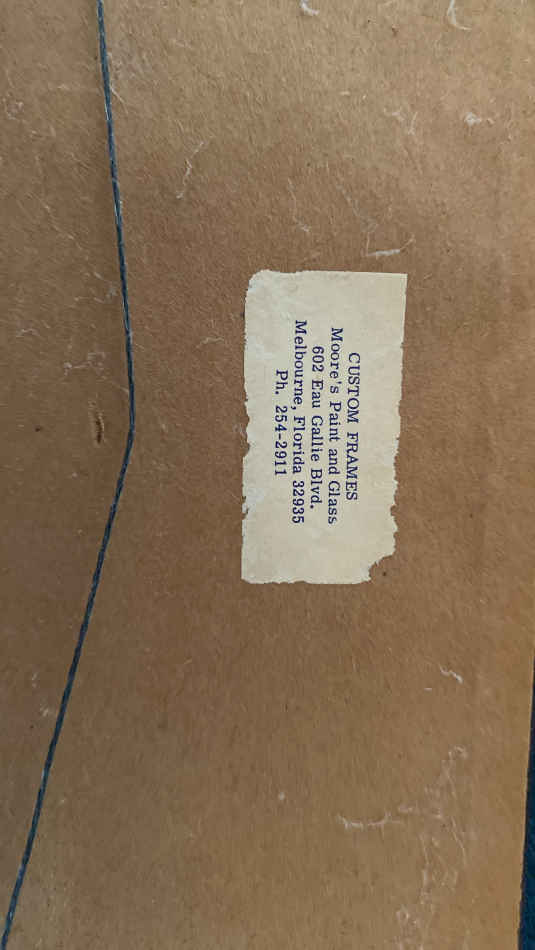 CUSTOM FRAMES
Moore's Paint and Glass
602 Eau Gallie Blvd.
Melbourne, Florida 32935
Ph. 254-2911